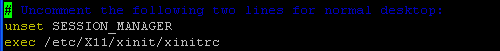 # Uncomment the following two lines for normal desktop:
unset SESSION_MANAGER
exec /etc/X11/xinit/xinitrc